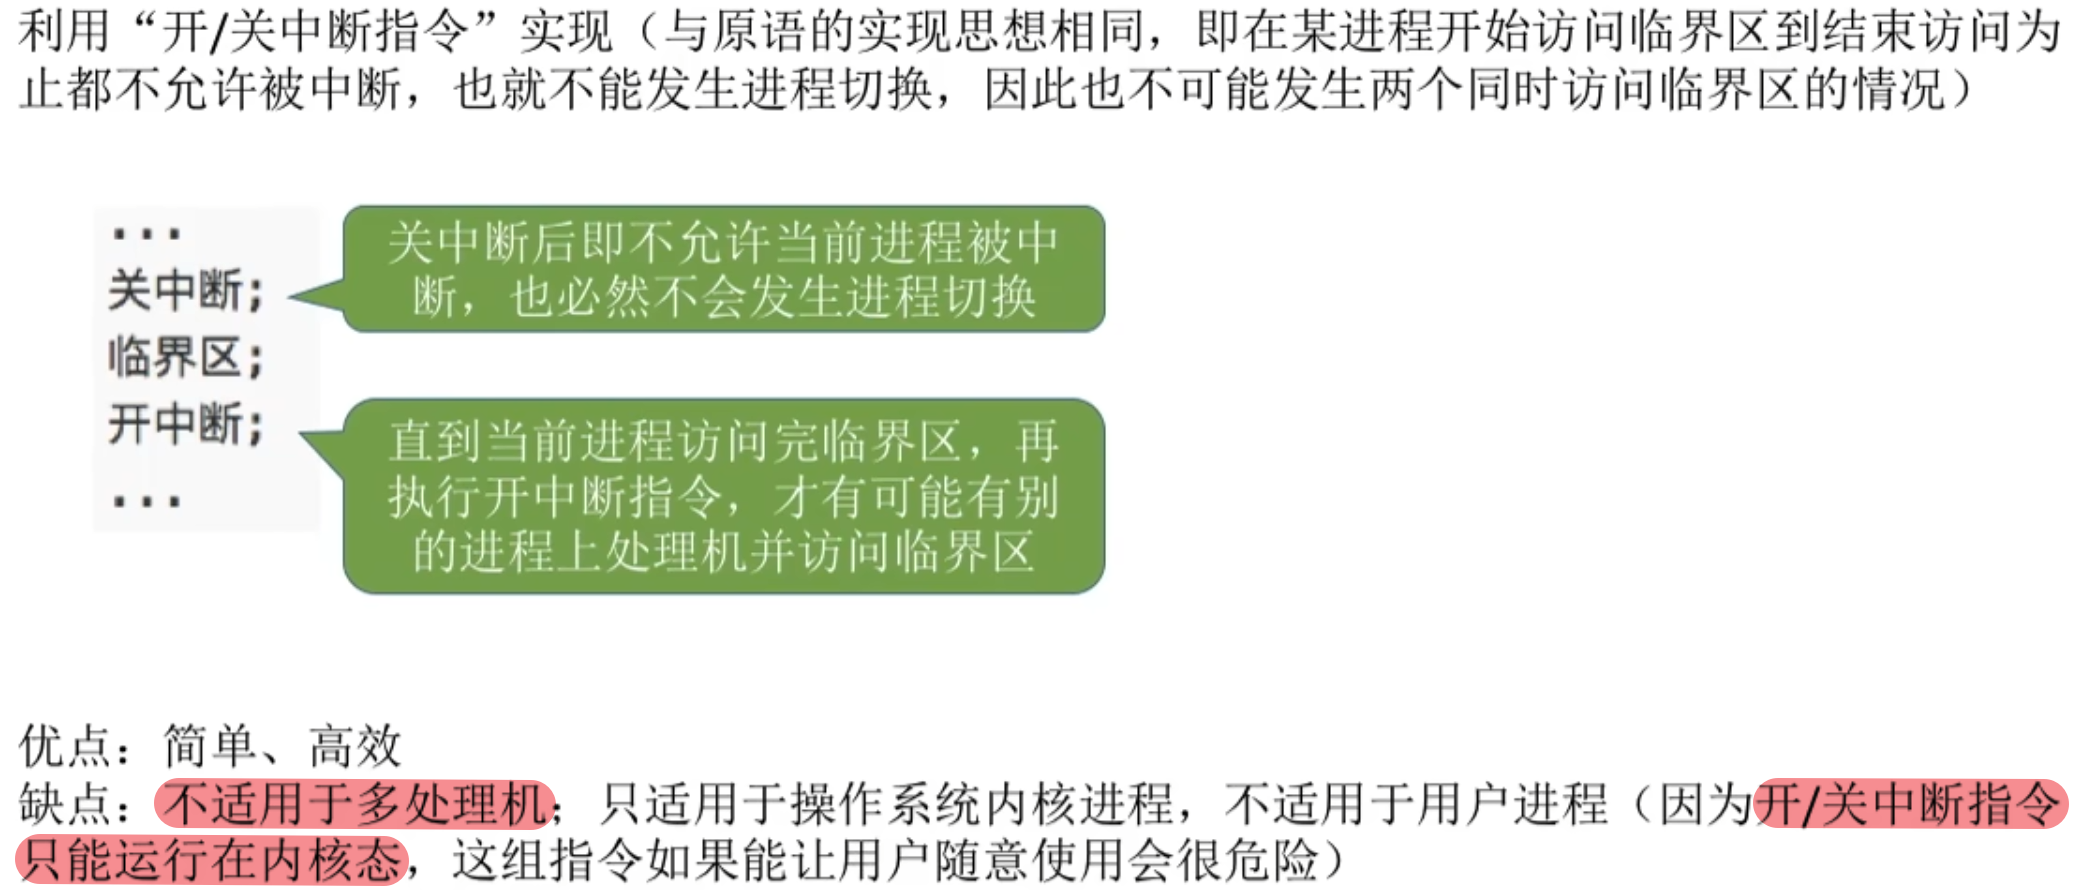 利用“开/关中断指令”实现（与原语的实现思想相同，即在某进程开始访问临界区到结束访问为
止都不允许被中断，也就不能发生进程切换，因此也不可能发生两个同时访问临界区的情况）
...
关中断;
临界区;
开中断;
...
关中断后即不允许当前进程被中
断，也必然不会发生进程切换
直到当前进程访问完临界区，再
执行开中断指令，才有可能有别
的进程上处理机并访问临界区
优点：简单、高效
缺点：不适用于多处理机；只适用于操作系统内核进程，不适用于用户进程（因为开/关中断指令
只能运行在内核态，这组指令如果能让用户随意使用会很危险）